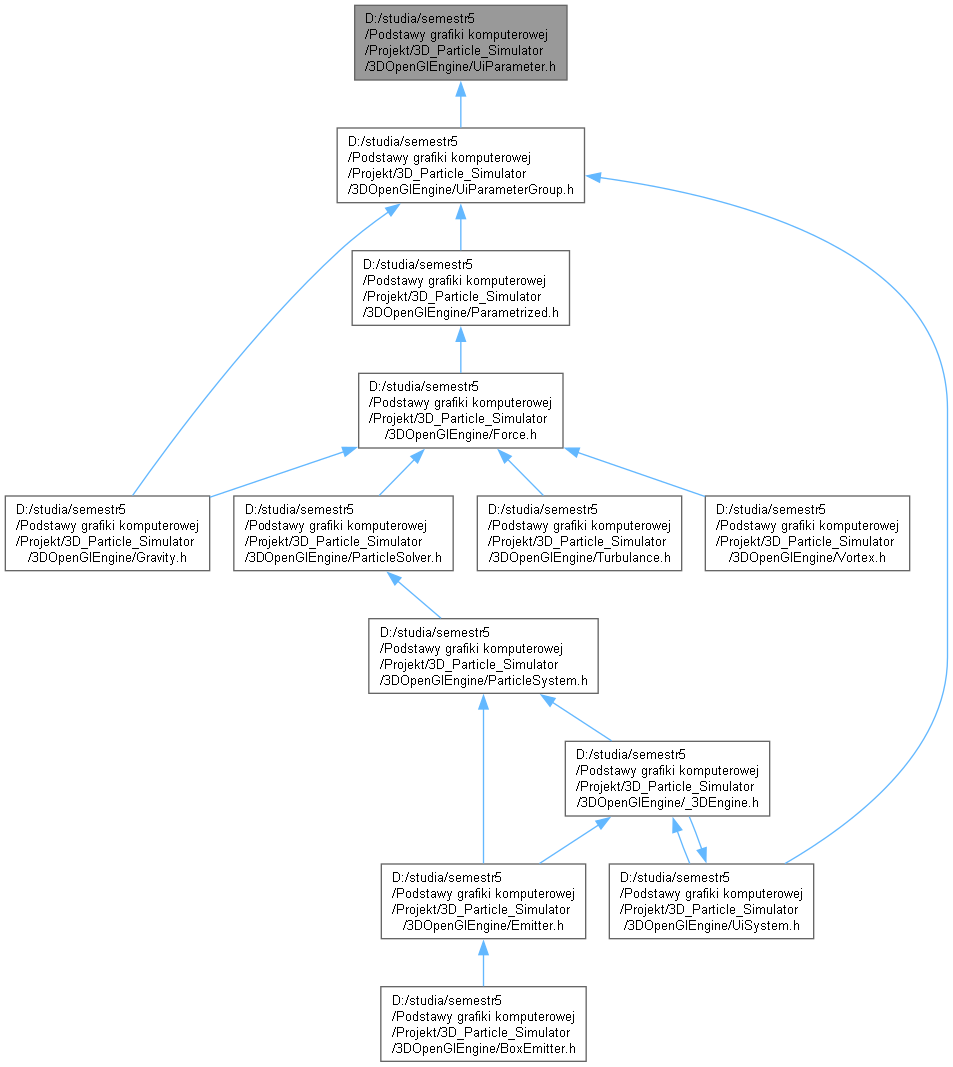 D:/studia/semestr5
/Podstawy grafiki komputerowej
/Projekt/3D_Particle_Simulator
/3DOpenGlEngine/UiParameter.h
D:/studia/semestr5
/Podstawy grafiki komputerowej
/Projekt/3D_Particle_Simulator
/3DOpenGlEngine/UiParameterGroup.h
D:/studia/semestr5
/Podstawy grafiki komputerowej
/Projekt/3D_Particle_Simulator
/3DOpenGlEngine/Parametrized.h
D:/studia/semestr5
/Podstawy grafiki komputerowej
/Projekt/3D_Particle_Simulator
/3DOpenGlEngine/Force.h
D:/studia/semestr5
/Podstawy grafiki komputerowej
/Projekt/3D_Particle_Simulator
/3DOpenGlEngine/Gravity.h
D:/studia/semestr5
/Podstawy grafiki komputerowej
/Projekt/3D_Particle_Simulator
/3DOpenGlEngine/ParticleSolver.h
D:/studia/semestr5
/Podstawy grafiki komputerowej
/Projekt/3D_Particle_Simulator
/3DOpenGlEngine/Turbulance.h
D:/studia/semestr5
/Podstawy grafiki komputerowej
/Projekt/3D_Particle_Simulator
/3DOpenGlEngine/Vortex.h
D:/studia/semestr5
/Podstawy grafiki komputerowej
/Projekt/3D_Particle_Simulator
/3DOpenGlEngine/ParticleSystem.h
D:/studia/semestr5
/Podstawy grafiki komputerowej
/Projekt/3D_Particle_Simulator
/3DOpenGlEngine/_3DEngine.h
D:/studia/semestr5
/Podstawy grafiki komputerowej
/Projekt/3D_Particle_Simulator
/3DOpenGlEngine/Emitter.h
D:/studia/semestr5
/Podstawy grafiki komputerowej
/Projekt/3D_Particle_Simulator
/3DOpenGlEngine/UiSystem.h
D:/studia/semestr5
/Podstawy grafiki komputerowej
/Projekt/3D_Particle_Simulator
/3DOpenGlEngine/BoxEmitter.h